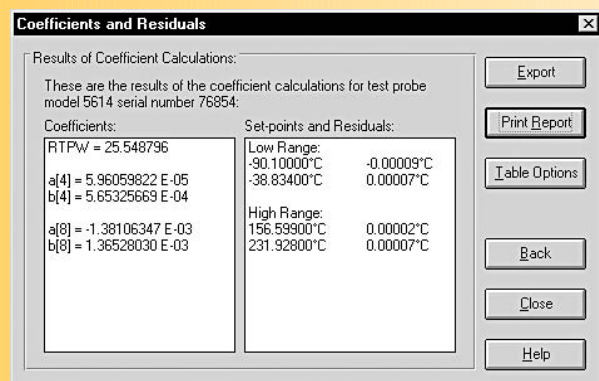 Coefficients and Residuals
Results of Coefficient Calculations:
These are the results of the coefficient calculations for test probe
model 5614 serial number 76854:
Coefficients:
RTPW = 25.548796
a[4] = 5.96059822 E-05
b[4] = 5.65325669 E-04
a[8] = -1.38106347 E-03
b[8] = 1.36528030 E-03
Set-points and Residuals:
Low Range:
-90.10000°C -0.00009°C
-38.83400°C 0.00007°C
High Range:
156.59900°C 0.00002°C
231.92800°C 0.00007°C
Export
Print Report
Table Options
Back
Close
Help